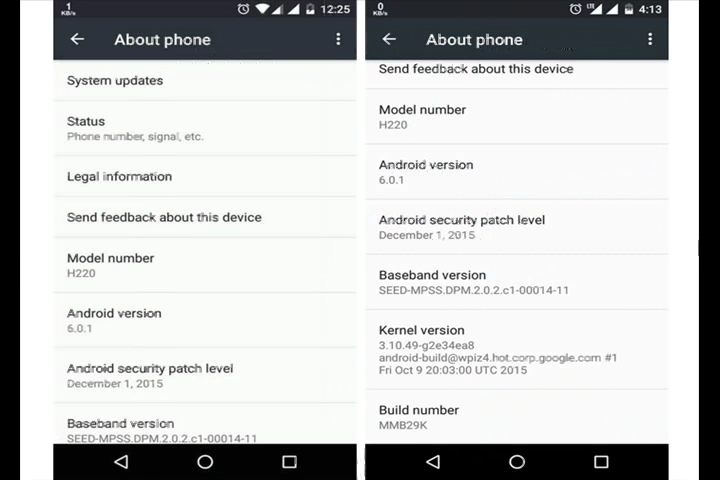 1
KB/s
12:25
About phone
System updates
Status
Phone number, signal, etc.
Legal information
Send feedback about this device
Model number
H220
Android version
6.0.1
Android security patch level
December 1, 2015
Baseband version
SEED-MPSS.DPM.2.0.2.c1-00014-11
0
KB/s
LTE
4:13
About phone
Send feedback about this device
Model number
H220
Android version
6.0.1
Android security patch level
December 1, 2015
Baseband version
SEED-MPSS.DPM.2.0.2.c1-00014-11
Kernel version
3.10.49-g2e34ea8
android-build@wpiz4.hot.corp.google.com #1
Fri Oct 9 20:03:00 UTC 2015
Build number
MMB29K